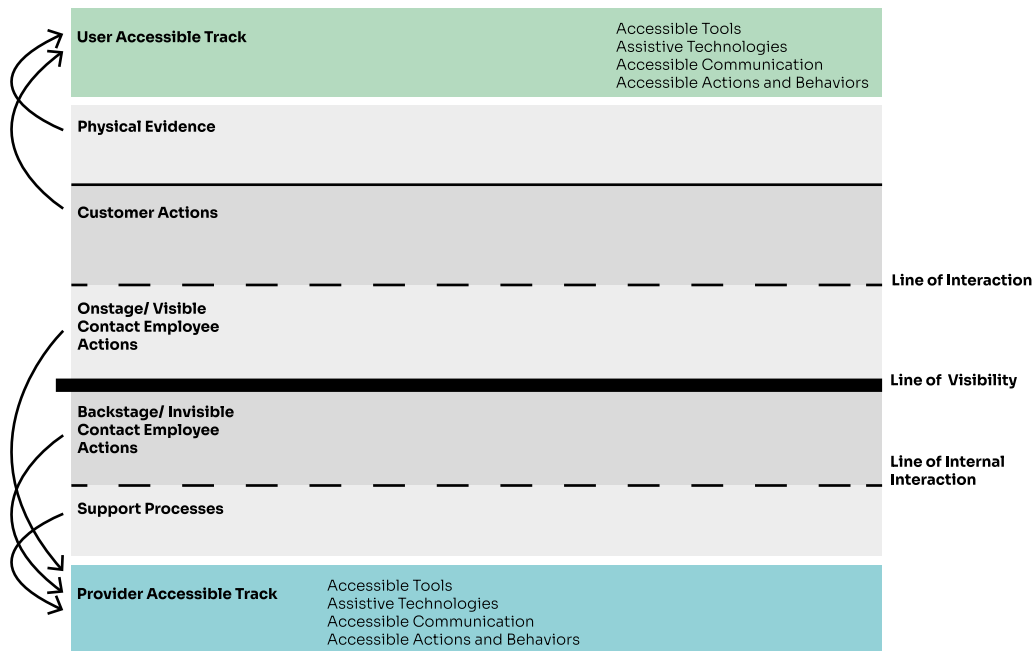 User Accessible Track
Accessible Tools
Assistive Technologies
Accessible Communication
Accessible Actions and Behaviors
Physical Evidence
Customer Actions
Line of Interaction
Onstage/ Visible
Contact Employee
Actions
Line of Visibility
Backstage/ Invisible
Contact Employee
Actions
Line of Internal
Interaction
Support Processes
Provider Accessible Track
Accessible Tools
Assistive Technologies
Accessible Communication
Accessible Actions and Behaviors